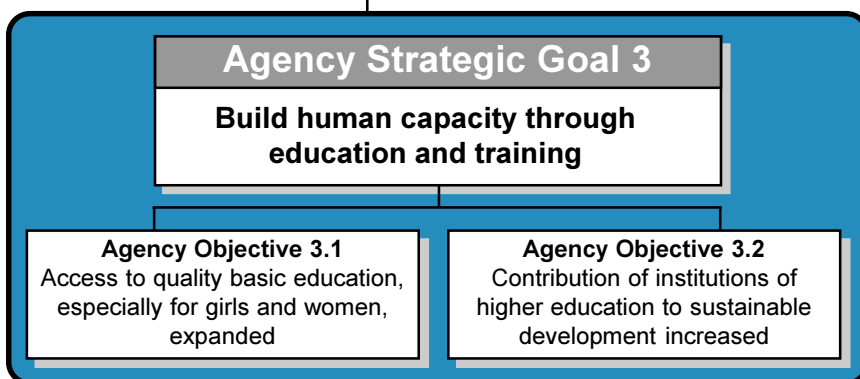 Agency Strategic Goal 3
Build human capacity through
education and training
Agency Objective 3.1
Access to quality basic education,
especially for girls and women,
expanded
Agency Objective 3.2
Contribution of institutions of
higher education to sustainable
development increased